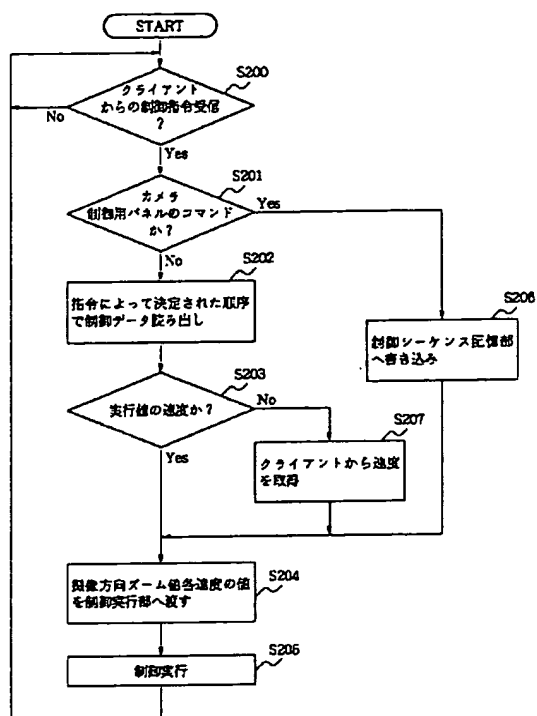 START
S200
クライアント
からの制御指令受信
?
No
Yes
S201
カメラ
制御用パネルのコマンド
か?
Yes
No
S202
指令によって決定された順序
で制御データ読み出し
S206
制御シーケンス記憶部
へ書き込み
S203
実行値の速度か?
No
Yes
S207
クライアントから速度
を取得
S204
撮像方向ズーム値各速度の値
を制御実行部へ渡す
S205
制御実行